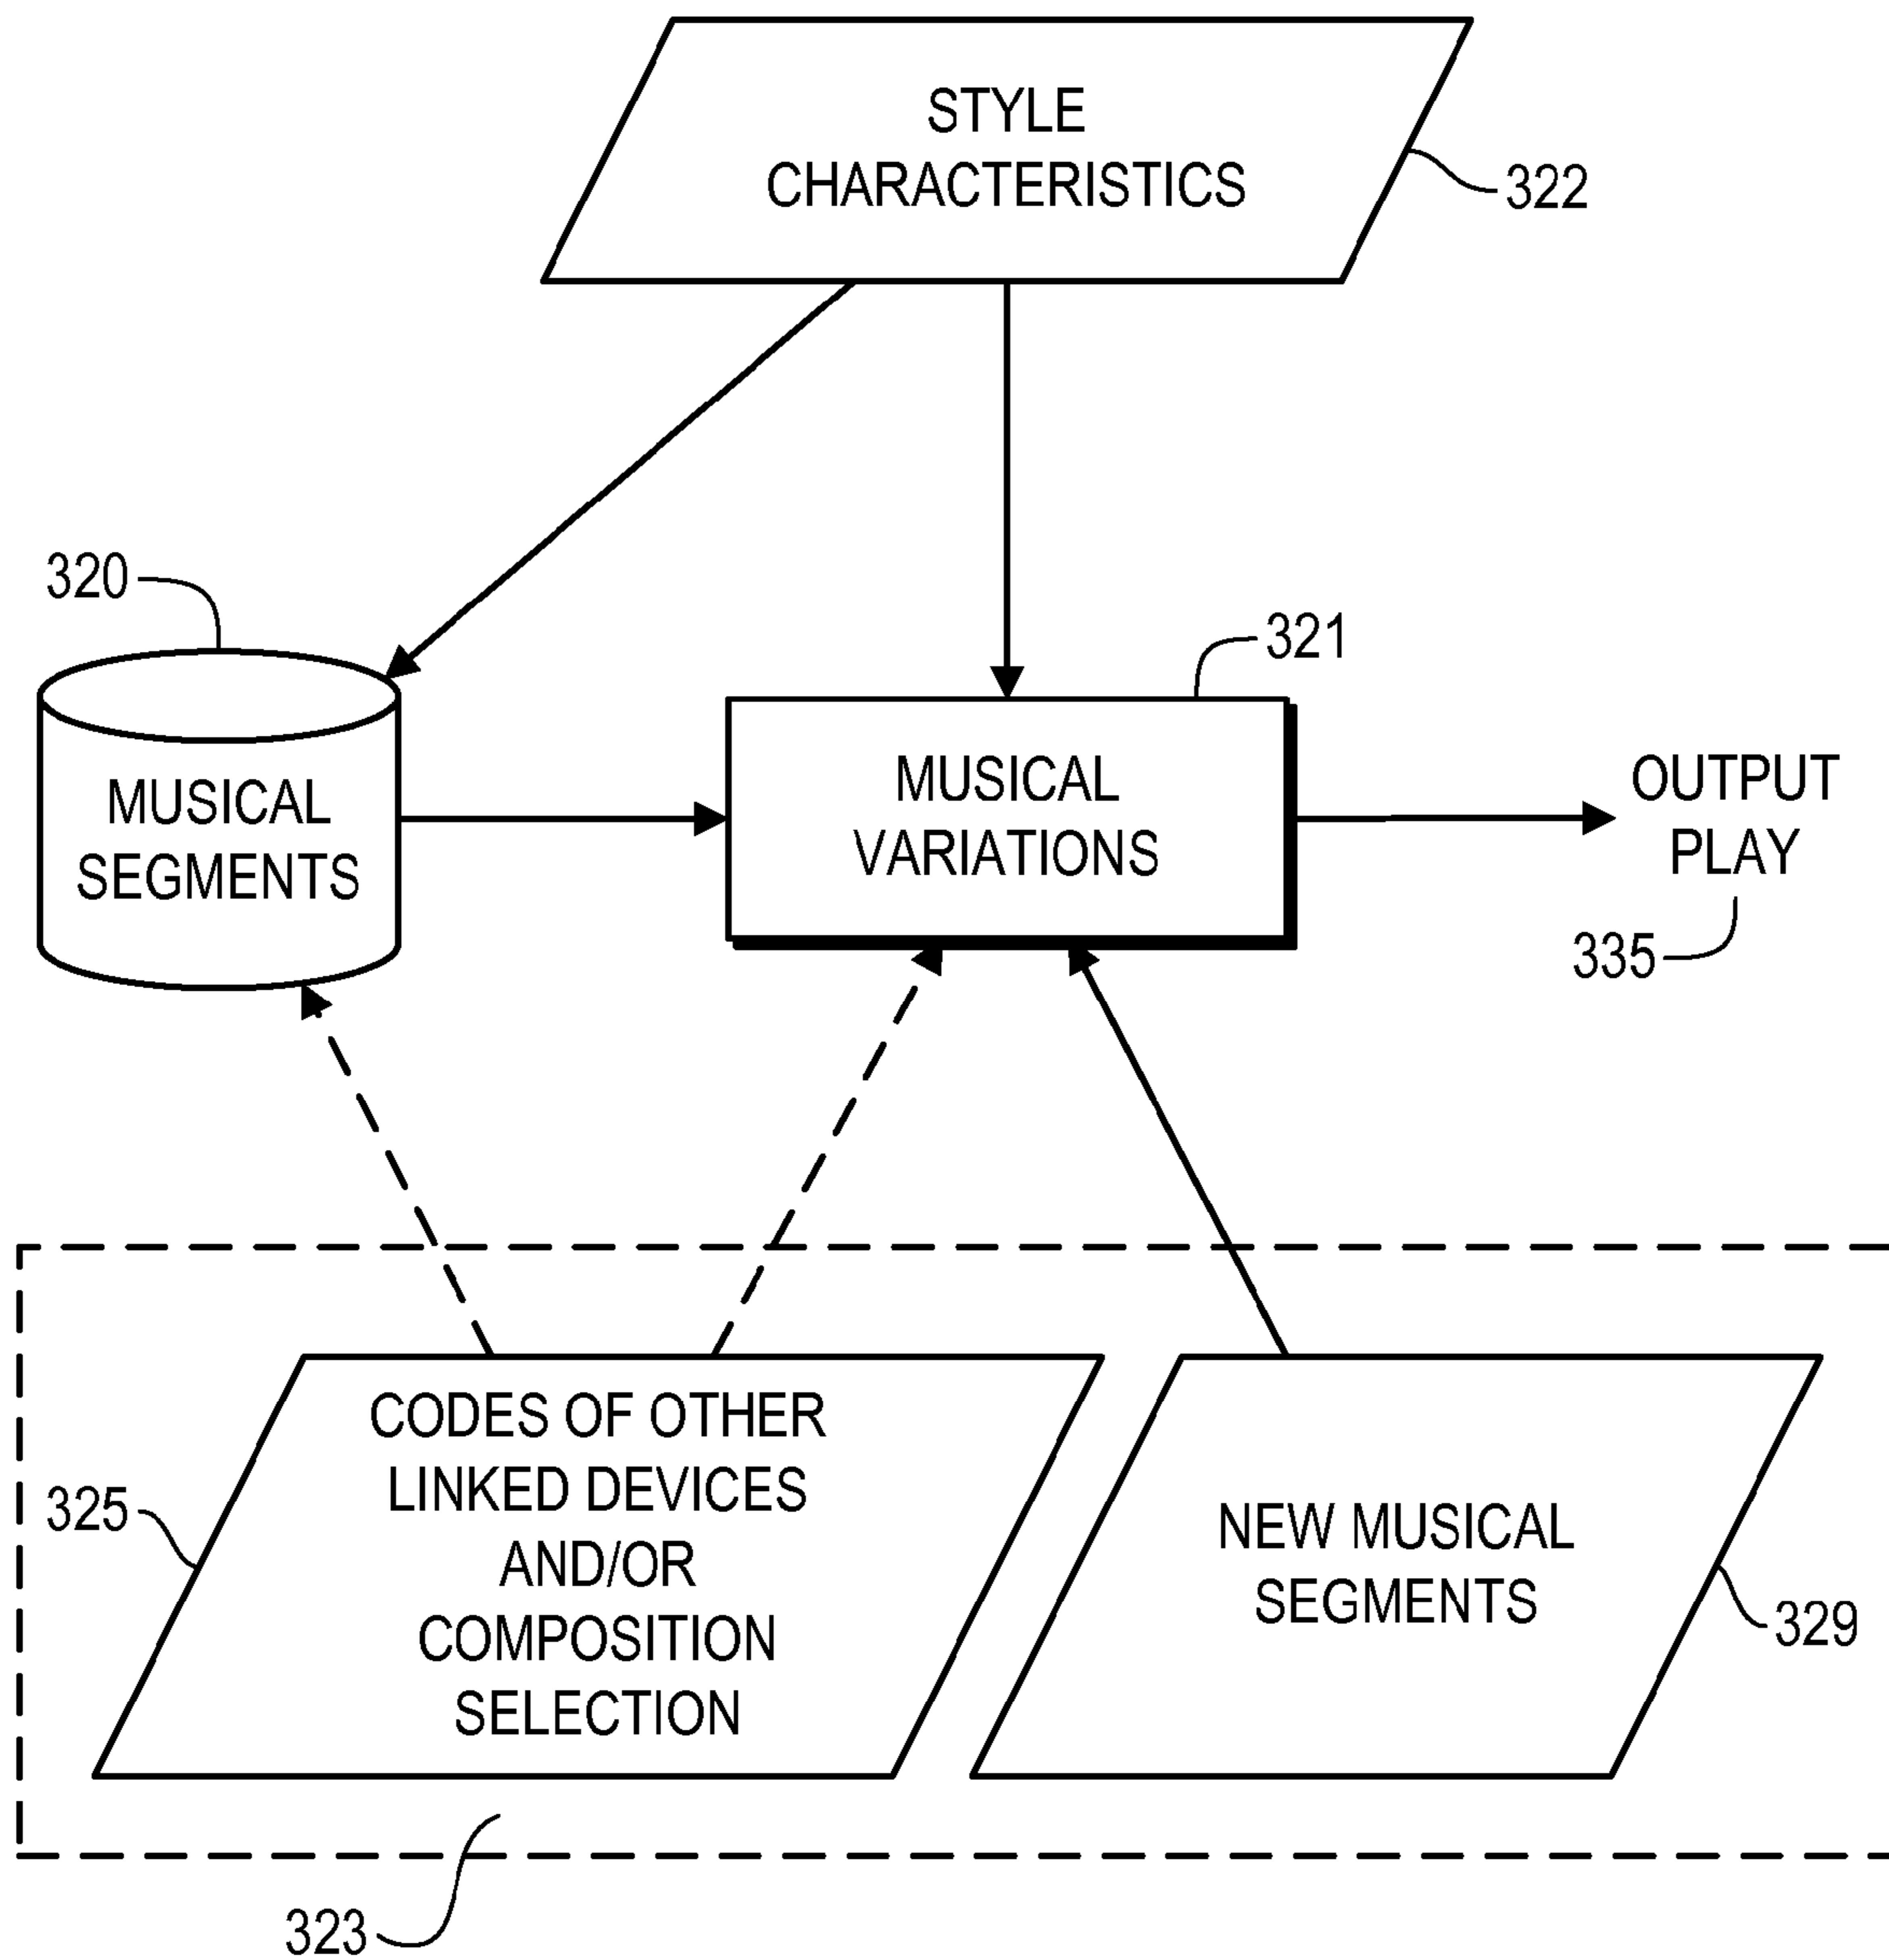 STYLE
CHARACTERISTICS
322
320
321
MUSICAL
SEGMENTS
MUSICAL
VARIATIONS
OUTPUT
PLAY
335
CODES OF OTHER
LINKED DEVICES
AND/OR
COMPOSITION
SELECTION
325
NEW MUSICAL
SEGMENTS
329
323